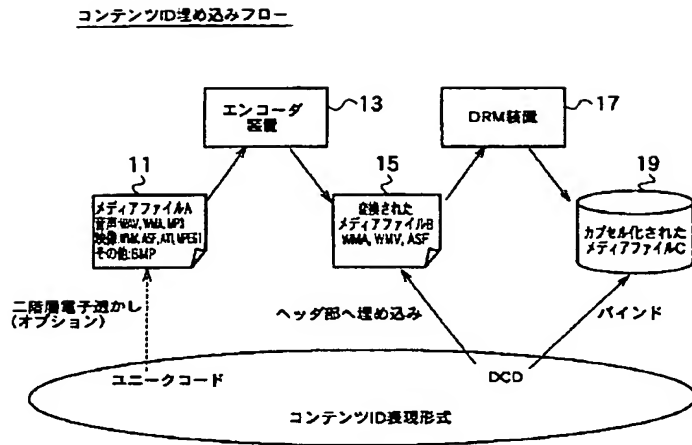 コンテンツID埋め込みフロー
エンコーダ
装置
13
DRM装置
17
11
メディアファイルA
音声:WAV, WMA, MP3
その他:BMP
15
変換された
メディアファイルB
WMA, WMV, ASF
19
カプセル化された
メディアファイルC
二階層電子透かし
(オプション)
ヘッダ部へ埋め込み
バインド
ユニークコード
DCD
コンテンツID表現形式